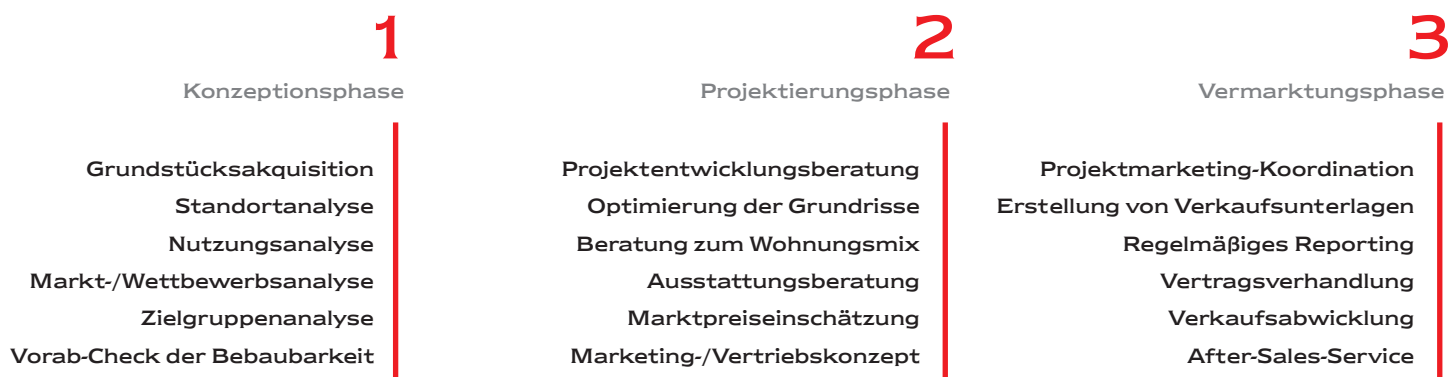 1
Konzeptionsphase
Grundstücksakquisition
Standortanalyse
Nutzungsanalyse
Markt-/Wettbewerbsanalyse
Zielgruppenanalyse
Vorab-Check der Bebaubarkeit
2
Projektierungsphase
Projektentwicklungsberatung
Optimierung der Grundrisse
Beratung zum Wohnungsmix
Ausstattungsberatung
Marktpreiseinschätzung
Marketing-/Vertriebskonzept
3
Vermarktungsphase
Projektmarketing-Koordination
Erstellung von Verkaufsunterlagen
Regelmäßiges Reporting
Vertragsverhandlung
Verkaufsabwicklung
After-Sales-Service